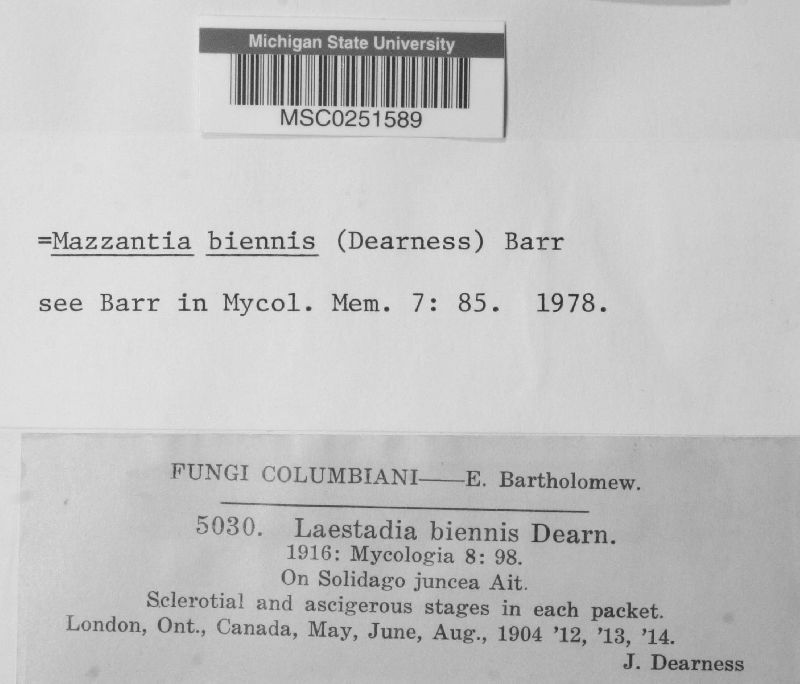 Michigan State University
MSC0251589
=Mazzantia biennis (Dearness) Barr
see Barr in Mycol. Mem. 7: 85. 1978.
FUNGI COLUMBIANI—E. Bartholomew.
5030. Laestadia biennis Dearn.
1916: Mycologia 8: 98.
On Solidago juncea Ait.
Sclerotial and ascigerous stages in each packet.
London, Ont., Canada, May, June, Aug., 1904 '12, '13, '14.
J. Dearness